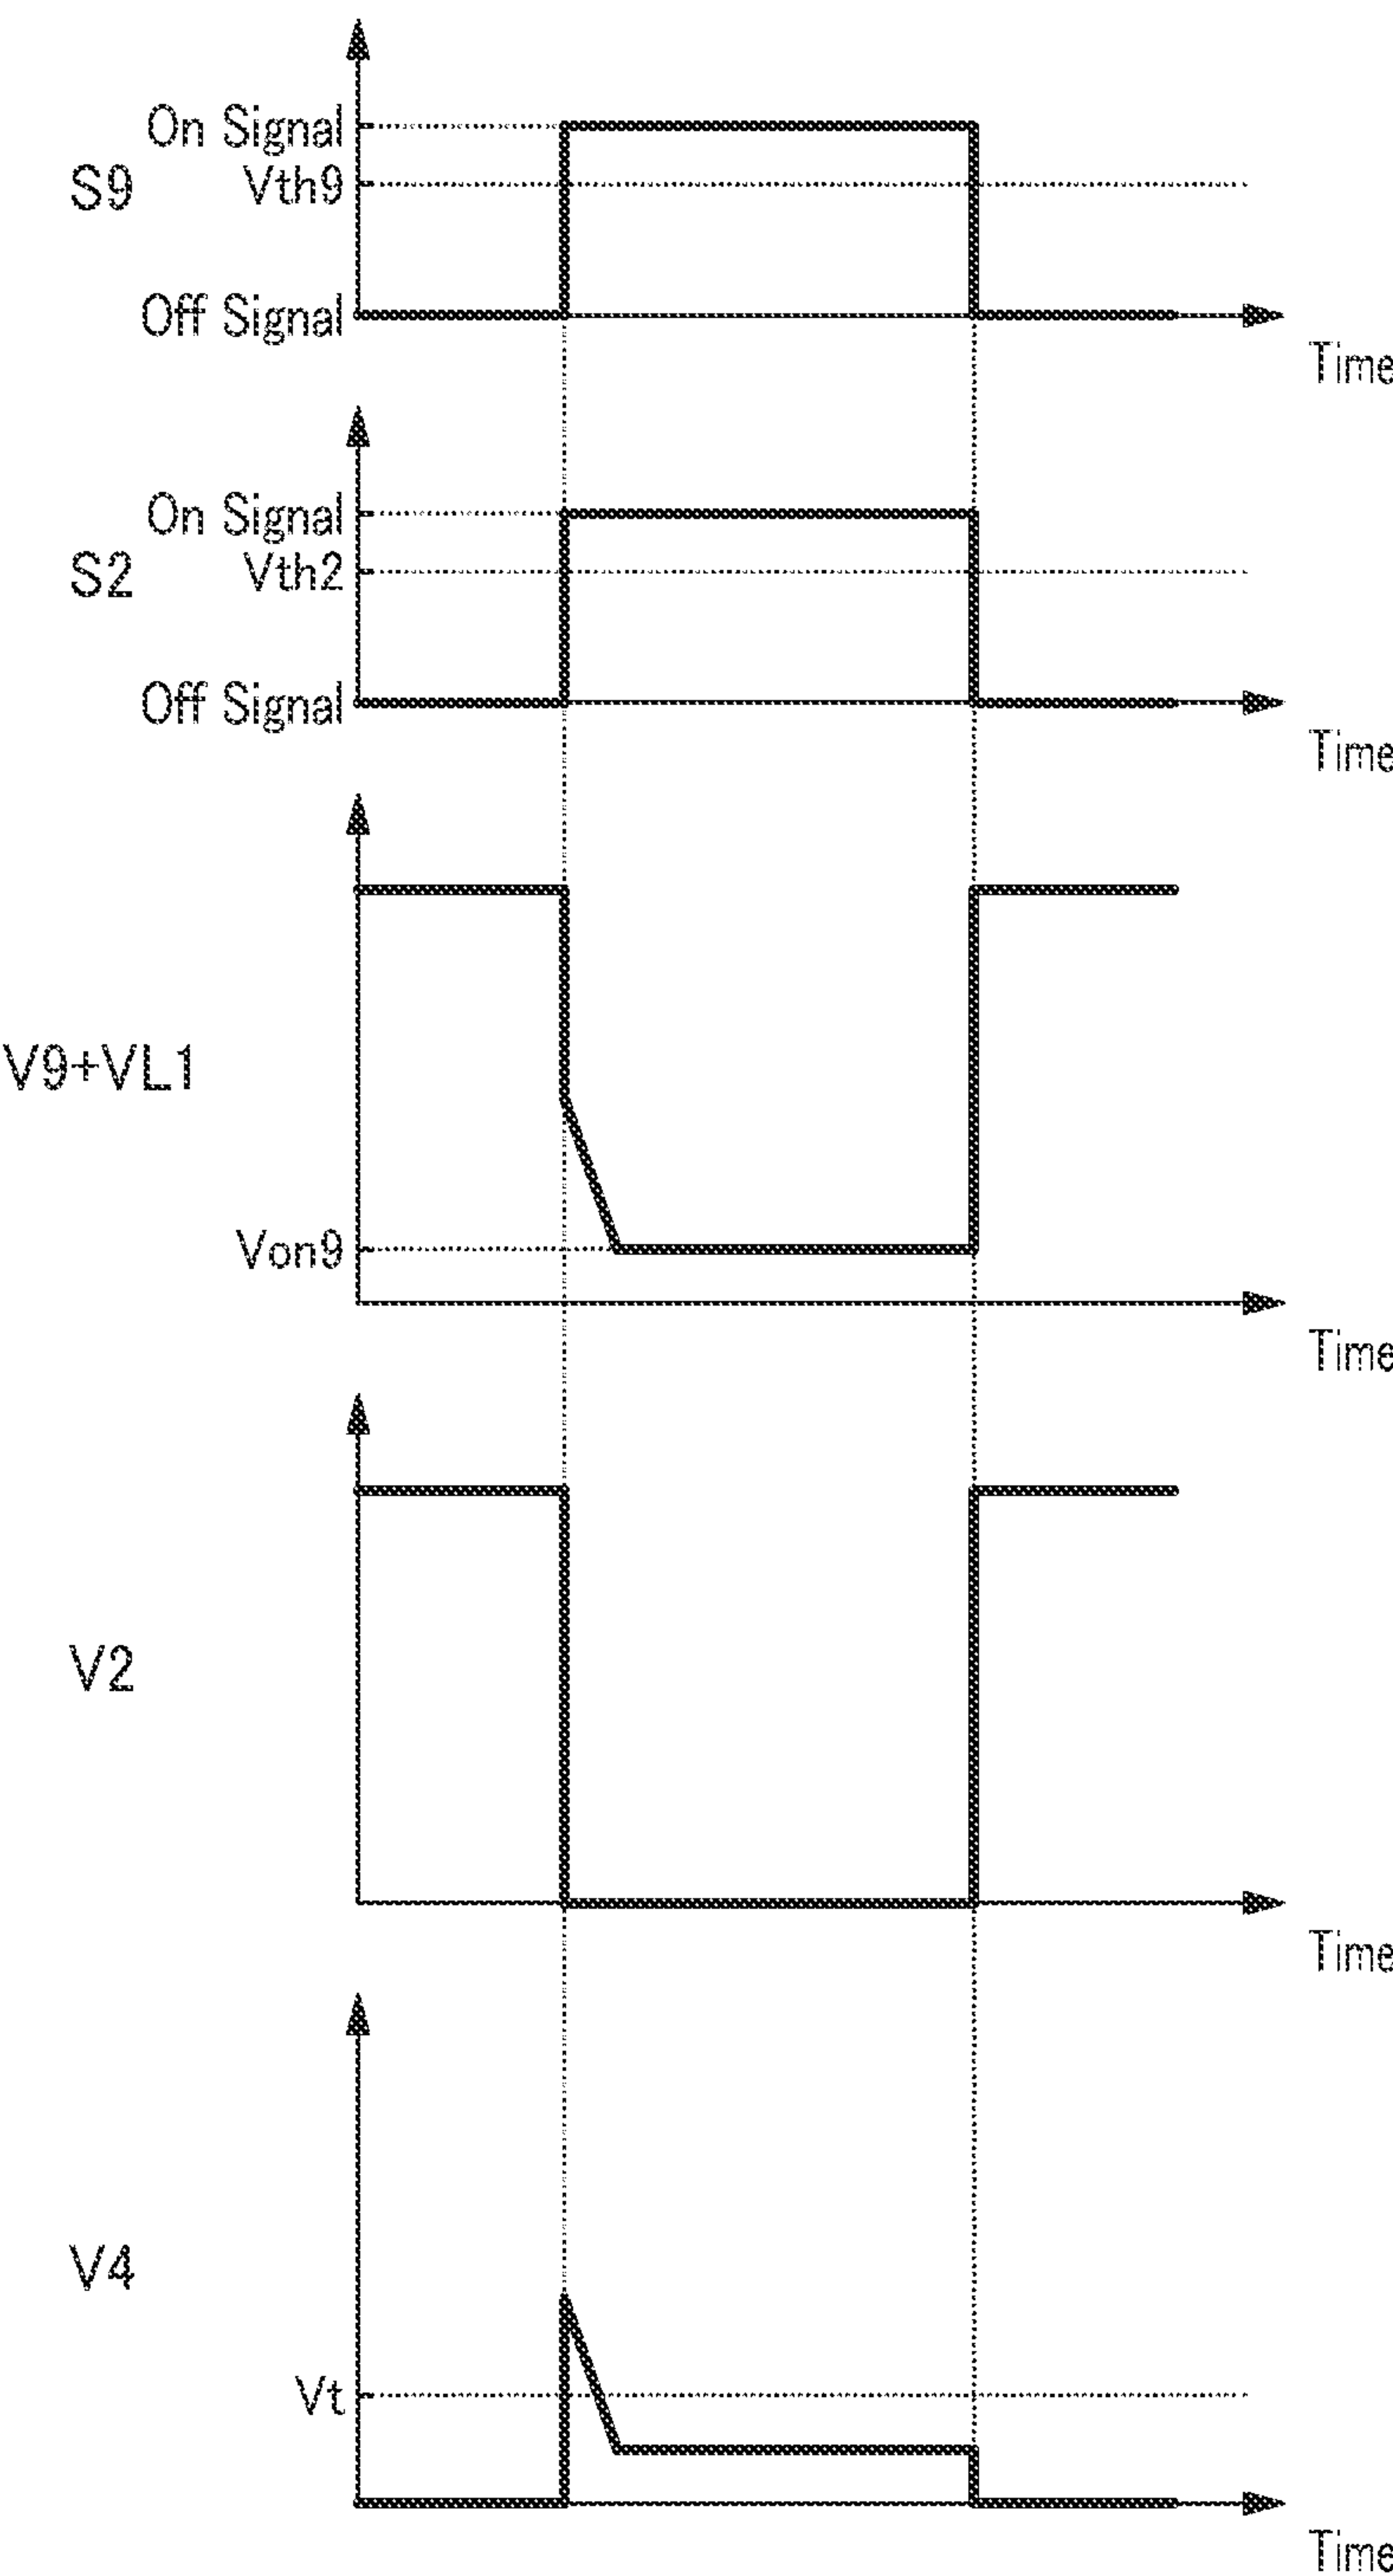 On Signal
S9
Vth9
Off Signal
Time
On Signal
S2
Vth2
Off Signal
Time
V9+VL1
Von9
Time
V2
Time
V4
Vt
Time